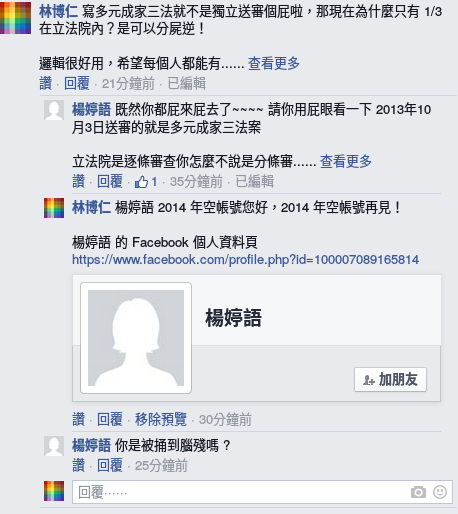 林博仁 寫多元成家三法就不是獨立送審個屁啦，那現在為什麼只有 1/3
在立法院內？是可以分屍逆！
邏輯很好用，希望每個人都能有...... 查看更多
讚 · 回覆 · 21分鐘前 · 已編輯
楊婷語 既然你都屁來屁去了~~~~ 請你用屁眼看一下 2013年10
月3日送審的就是多元成家三法案
立法院是逐條審查你怎麼不說是分條審...... 查看更多
讚 · 回覆 · 1 · 35分鐘前 · 已編輯
林博仁 楊婷語 2014 年空帳號您好，2014 年空帳號再見！
楊婷語 的 Facebook 個人資料頁
https://www.facebook.com/profile.php?id=100007089165814
楊婷語
加朋友
讚 · 回覆 · 移除預覽 · 30分鐘前
楊婷語 你是被捅到腦殘嗎？
讚 · 回覆 · 25分鐘前
回覆……